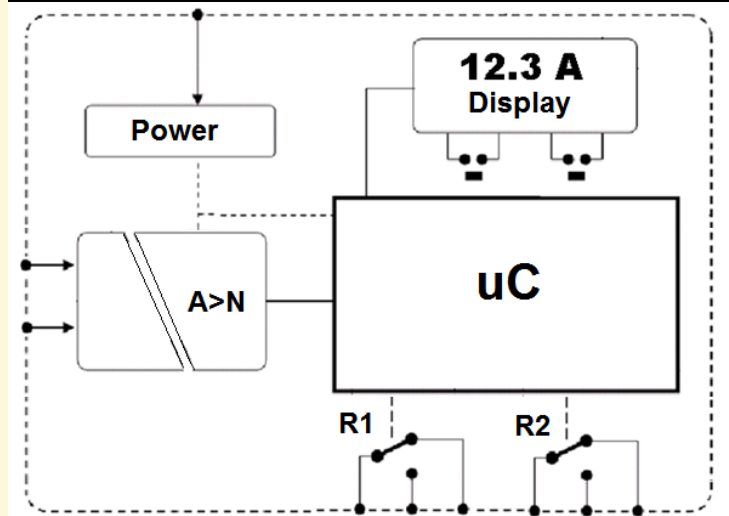 12.3 A
Display
Power
A>N
uC
R1
R2